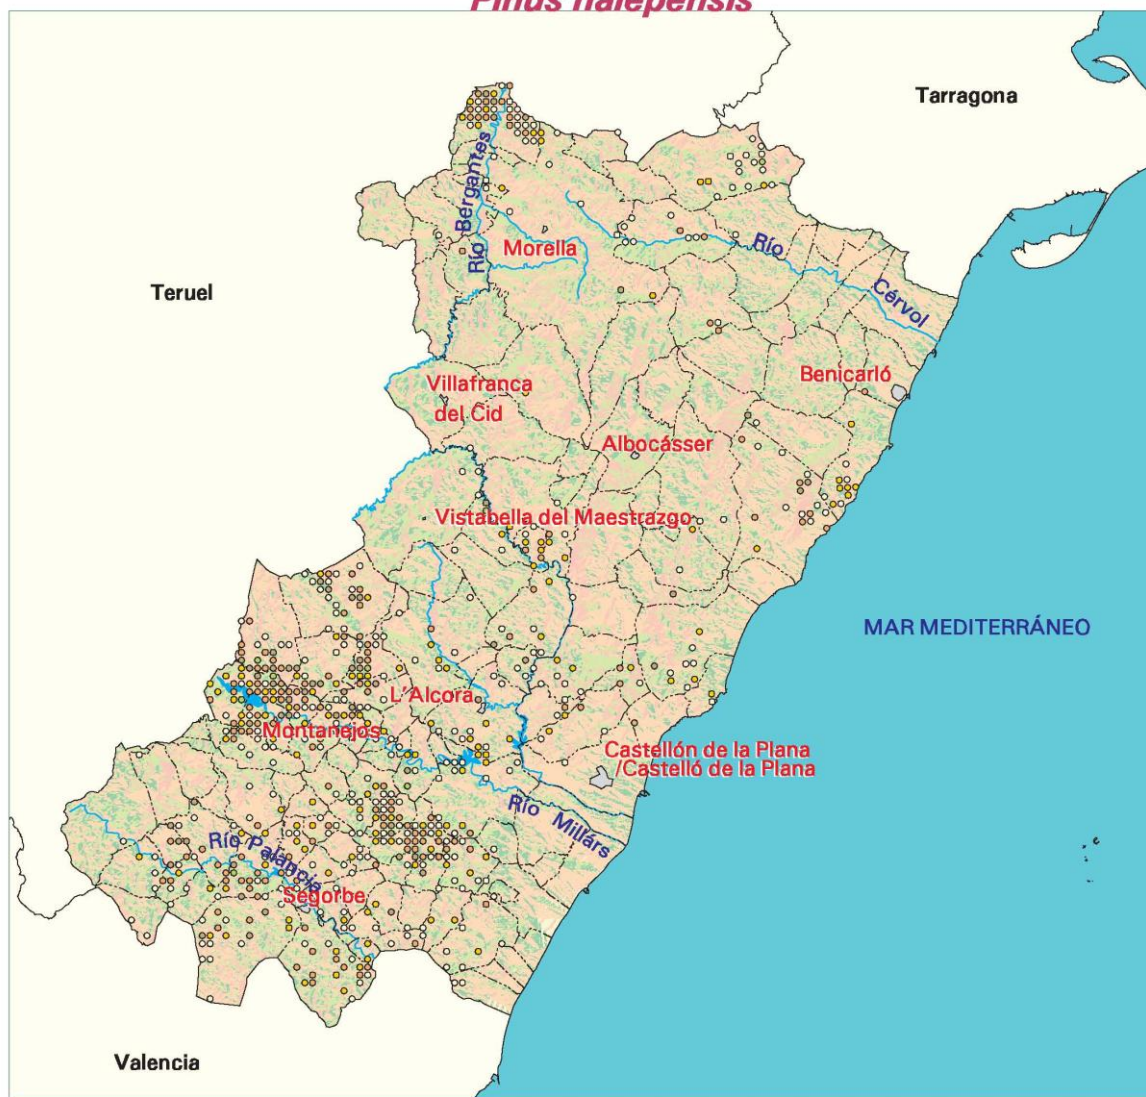 Pinus halepensis
Tarragona
Río Bergantes
Morella
Río Cérvol
Teruel
Benicarló
Villafranca
del Cid
Albocásser
Vistabella del Maestrazgo
MAR MEDITERRÁNEO
L'Alcora
Montanejos
Castellón de la Plana
/Castelló de la Plana
Río Millárs
Río Palancia
Segorbe
Valencia